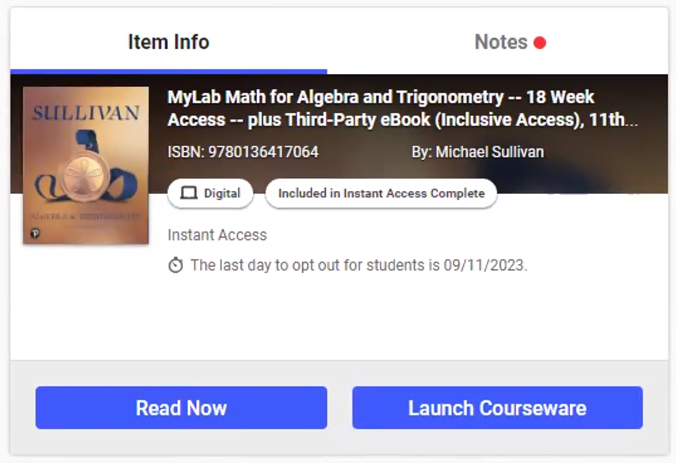 Item Info
Notes
SULLIVAN
ALGEBRA & TRIGONOMETRY
MyLab Math for Algebra and Trigonometry -- 18 Week
Access -- plus Third-Party eBook (Inclusive Access), 11th...
ISBN: 9780136417064
By: Michael Sullivan
Digital
Included in Instant Access Complete
Instant Access
The last day to opt out for students is 09/11/2023.
Read Now
Launch Courseware